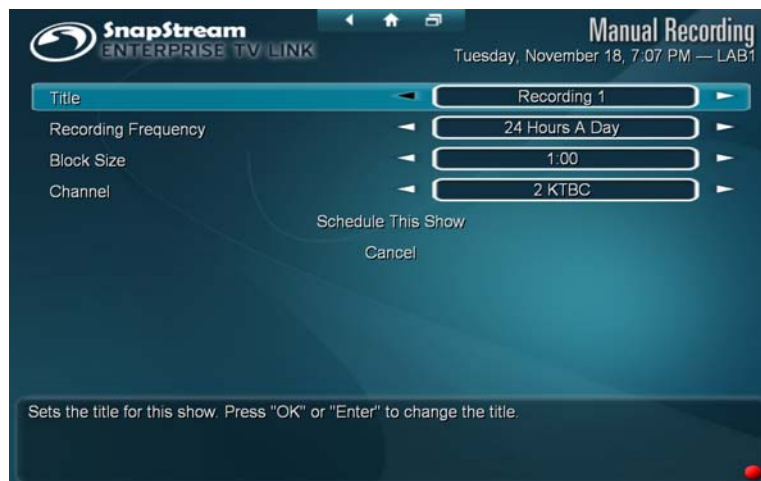 SnapStream
ENTERPRISE TV LINK
Manual Recording
Tuesday, November 18, 7:07 PM — LAB1
Title
Recording 1
Recording Frequency
24 Hours A Day
Block Size
1:00
Channel
2 KTBC
Schedule This Show
Cancel
Sets the title for this show. Press "OK" or "Enter" to change the title.